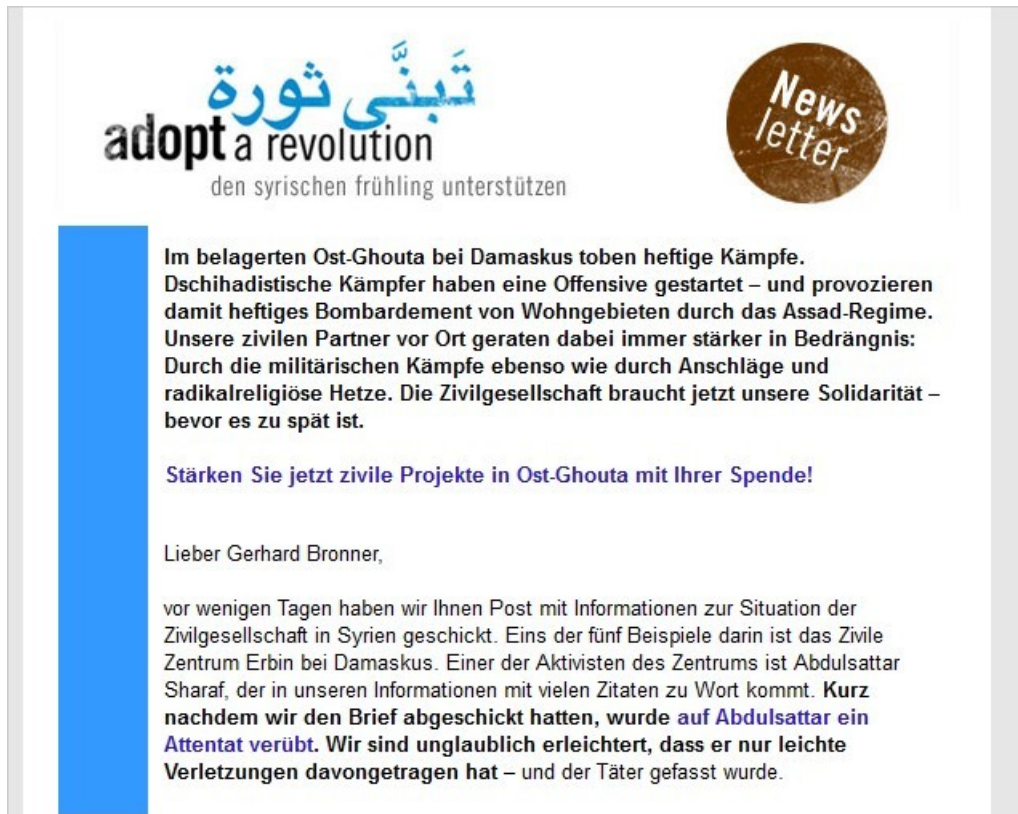 تَبنَّى ثورة
adopt a revolution
den syrischen frühling unterstützen
News
letter
Im belagerten Ost-Ghouta bei Damaskus toben heftige Kämpfe.
Dschihadistische Kämpfer haben eine Offensive gestartet – und provozieren
damit heftiges Bombardement von Wohngebieten durch das Assad-Regime.
Unsere zivilen Partner vor Ort geraten dabei immer stärker in Bedrängnis:
Durch die militärischen Kämpfe ebenso wie durch Anschläge und
radikalreligiöse Hetze. Die Zivilgesellschaft braucht jetzt unsere Solidarität –
bevor es zu spät ist.
Stärken Sie jetzt zivile Projekte in Ost-Ghouta mit Ihrer Spende!
Lieber Gerhard Bronner,
vor wenigen Tagen haben wir Ihnen Post mit Informationen zur Situation der
Zivilgesellschaft in Syrien geschickt. Eins der fünf Beispiele darin ist das Zivile
Zentrum Erbin bei Damaskus. Einer der Aktivisten des Zentrums ist Abdulsattar
Sharaf, der in unseren Informationen mit vielen Zitaten zu Wort kommt. Kurz
nachdem wir den Brief abgeschickt hatten, wurde auf Abdulsattar ein
Attentat verübt. Wir sind unglaublich erleichtert, dass er nur leichte
Verletzungen davongetragen hat – und der Täter gefasst wurde.